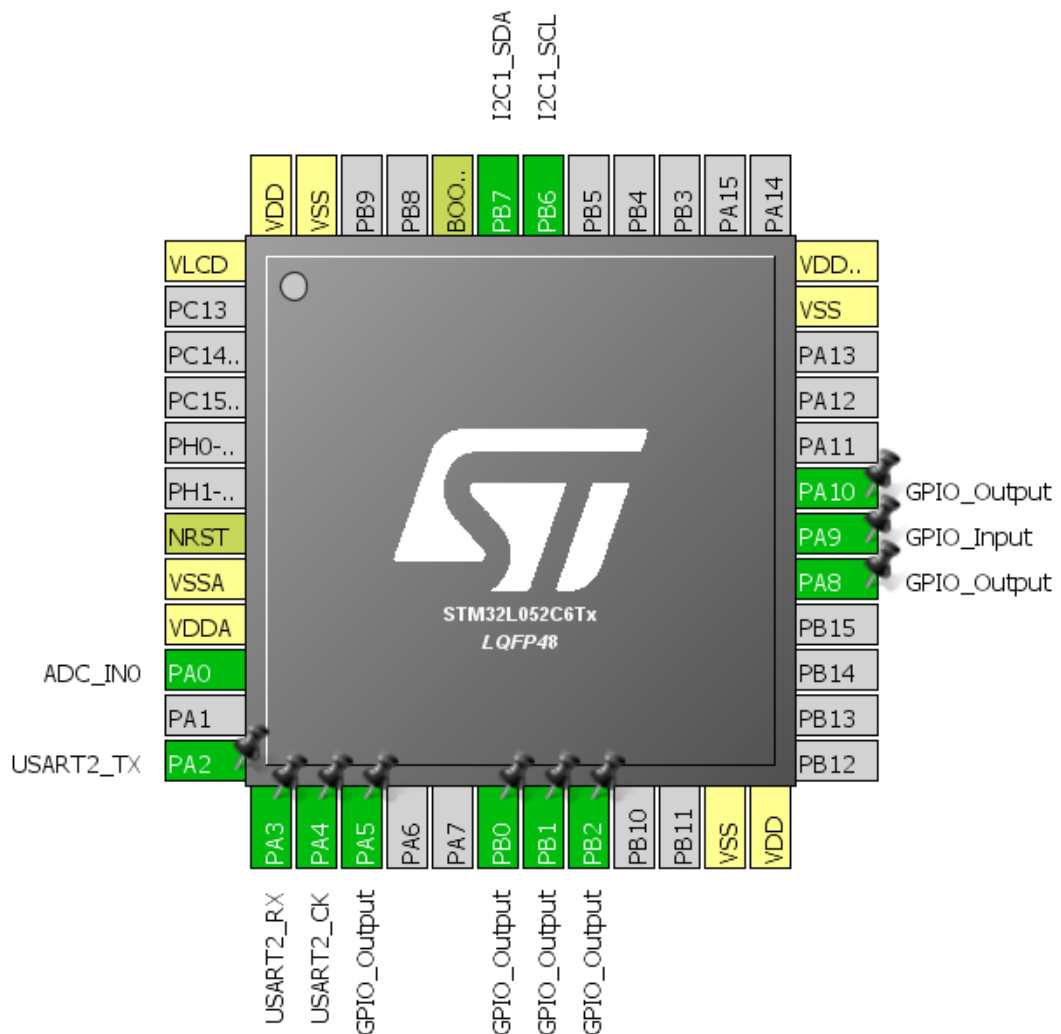 I2C1_SDA
I2C1_SCL
VDD
VSS
PB9
PB8
BOO..
PB7
PB6
PB5
PB4
PB3
PA15
PA14
VLCD
PC13
PC14..
PC15..
PH0-..
PH1-..
NRST
VSSA
VDDA
ADC_IN0
PA0
PA1
USART2_TX
PA2
VDD..
VSS
PA13
PA12
PA11
PA10
GPIO_Output
PA9
GPIO_Input
PA8
GPIO_Output
PB15
PB14
PB13
PB12
ST
STM32L052C6Tx
LQFP48
PA3
PA4
PA5
PA6
PA7
PB0
PB1
PB2
PB10
PB11
VSS
VDD
USART2_RX
USART2_CK
GPIO_Output
GPIO_Output
GPIO_Output
GPIO_Output